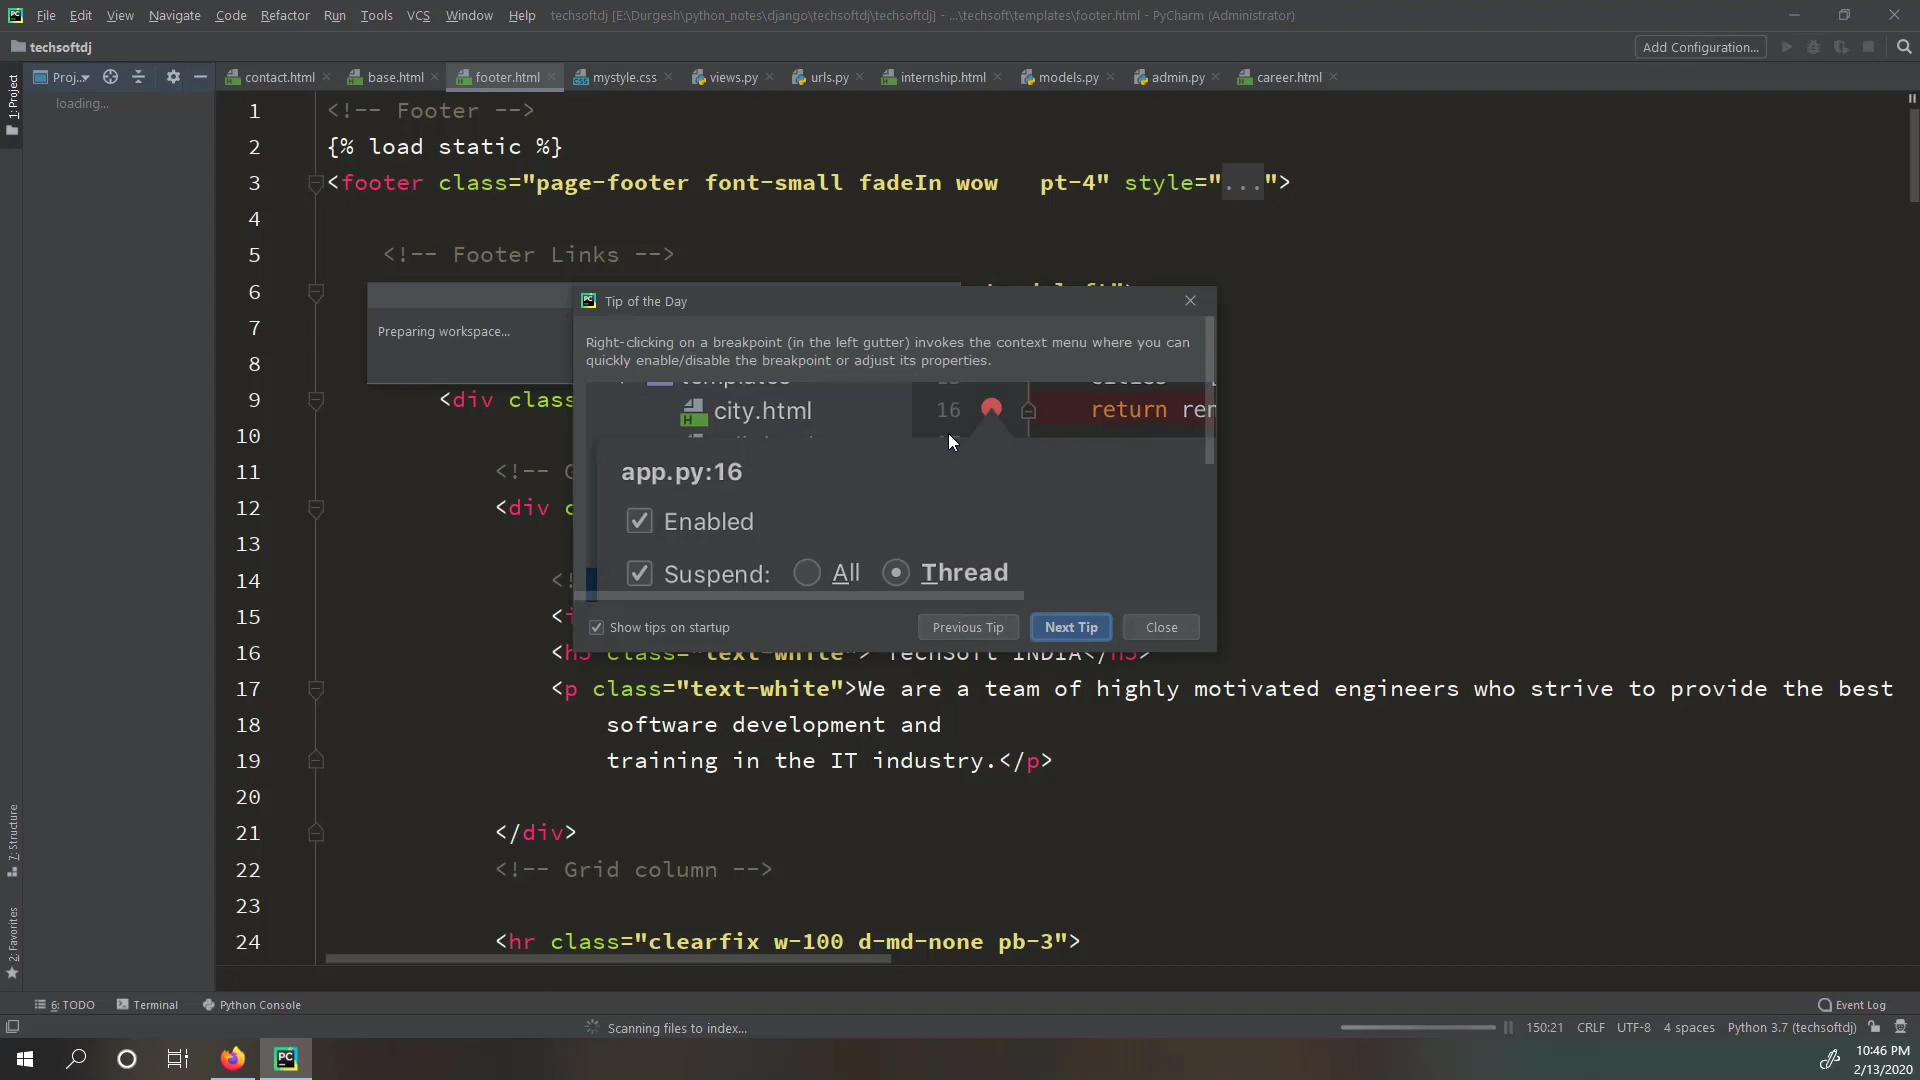 File Edit View Navigate Code Refactor Run Tools VCS Window Help techsoftdj [E:\Durgesh\python_notes\django\techsoftdj\techsoftdj] - ...\techsoft\templates\footer.html - PyCharm (Administrator)
techsoftdj Add Configuration...
Proj... contact.html base.html footer.html mystyle.css views.py urls.py internship.html models.py admin.py career.html
1: Project
loading...
1 <!-- Footer -->
2 {% load static %}
3 <footer class="page-footer font-small fadeIn wow   pt-4" style="...">
4
5 <!-- Footer Links -->
6
7
8
9 <div class
10
11 <!--
12 <div c
13
14 <!
15 <i
16 <h5 class="text-white"> TechSoft INDIA</h5>
17 <p class="text-white">We are a team of highly motivated engineers who strive to provide the best
18 software development and
19 training in the IT industry.</p>
20
21 </div>
22 <!-- Grid column -->
23
24 <hr class="clearfix w-100 d-md-none pb-3">
Preparing workspace...
Tip of the Day
Right-clicking on a breakpoint (in the left gutter) invokes the context menu where you can
quickly enable/disable the breakpoint or adjust its properties.
templates cities
city.html 16 return ren
app.py:16
Enabled
Suspend: All Thread
Show tips on startup Previous Tip Next Tip Close
7: Structure
2: Favorites
6: TODO Terminal Python Console Event Log
Scanning files to index... 150:21 CRLF UTF-8 4 spaces Python 3.7 (techsoftdj)
10:46 PM
2/13/2020